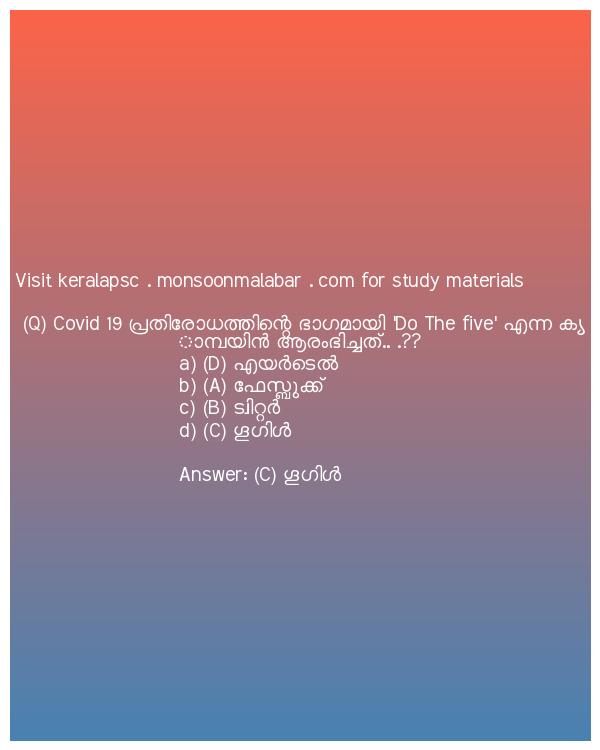 Visit keralapsc . monsoonmalabar . com for study materials
(Q) Covid 19 പ്രതിരോധത്തിന്റെ ഭാഗമായി 'Do The five' എന്ന ക്യ
ാമ്പയിൻ ആരംഭിച്ചത്.. .??
a) (D) എയർടെൽ
b) (A) ഫേസ്ബുക്ക്
c) (B) ട്വിറ്റർ
d) (C) ഗൂഗിൾ
Answer: (C) ഗൂഗിൾ